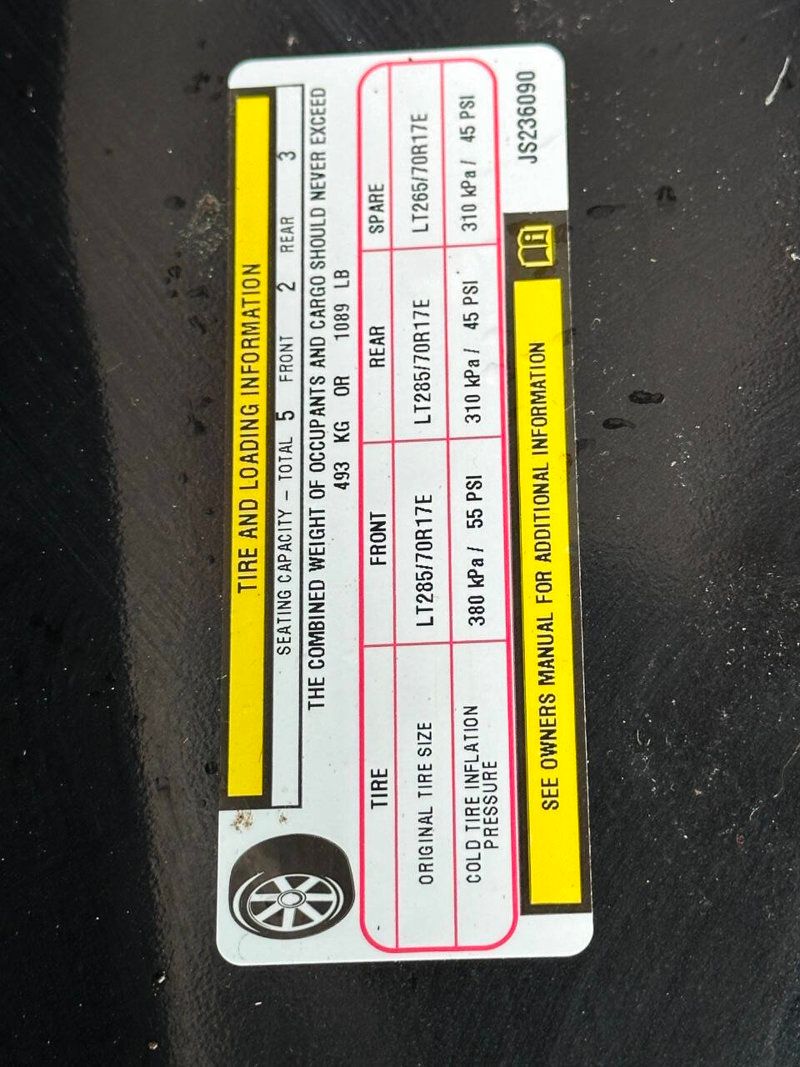 TIRE AND LOADING INFORMATION
SEATING CAPACITY – TOTAL 5 FRONT 2 REAR 3
THE COMBINED WEIGHT OF OCCUPANTS AND CARGO SHOULD NEVER EXCEED
493 KG OR 1089 LB
TIRE FRONT REAR SPARE
ORIGINAL TIRE SIZE LT285/70R17E LT285/70R17E LT265/70R17E
COLD TIRE INFLATION
PRESSURE 380 kPa / 55 PSI 310 kPa / 45 PSI 310 kPa / 45 PSI
SEE OWNERS MANUAL FOR ADDITIONAL INFORMATION
JS236090